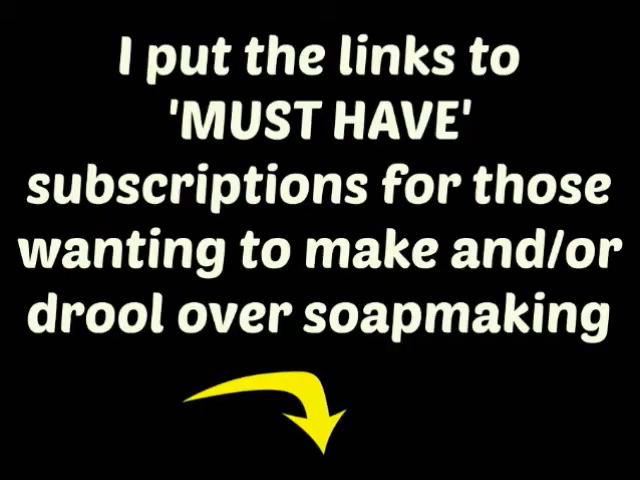 I put the links to
'MUST HAVE'
subscriptions for those
wanting to make and/or
drool over soapmaking